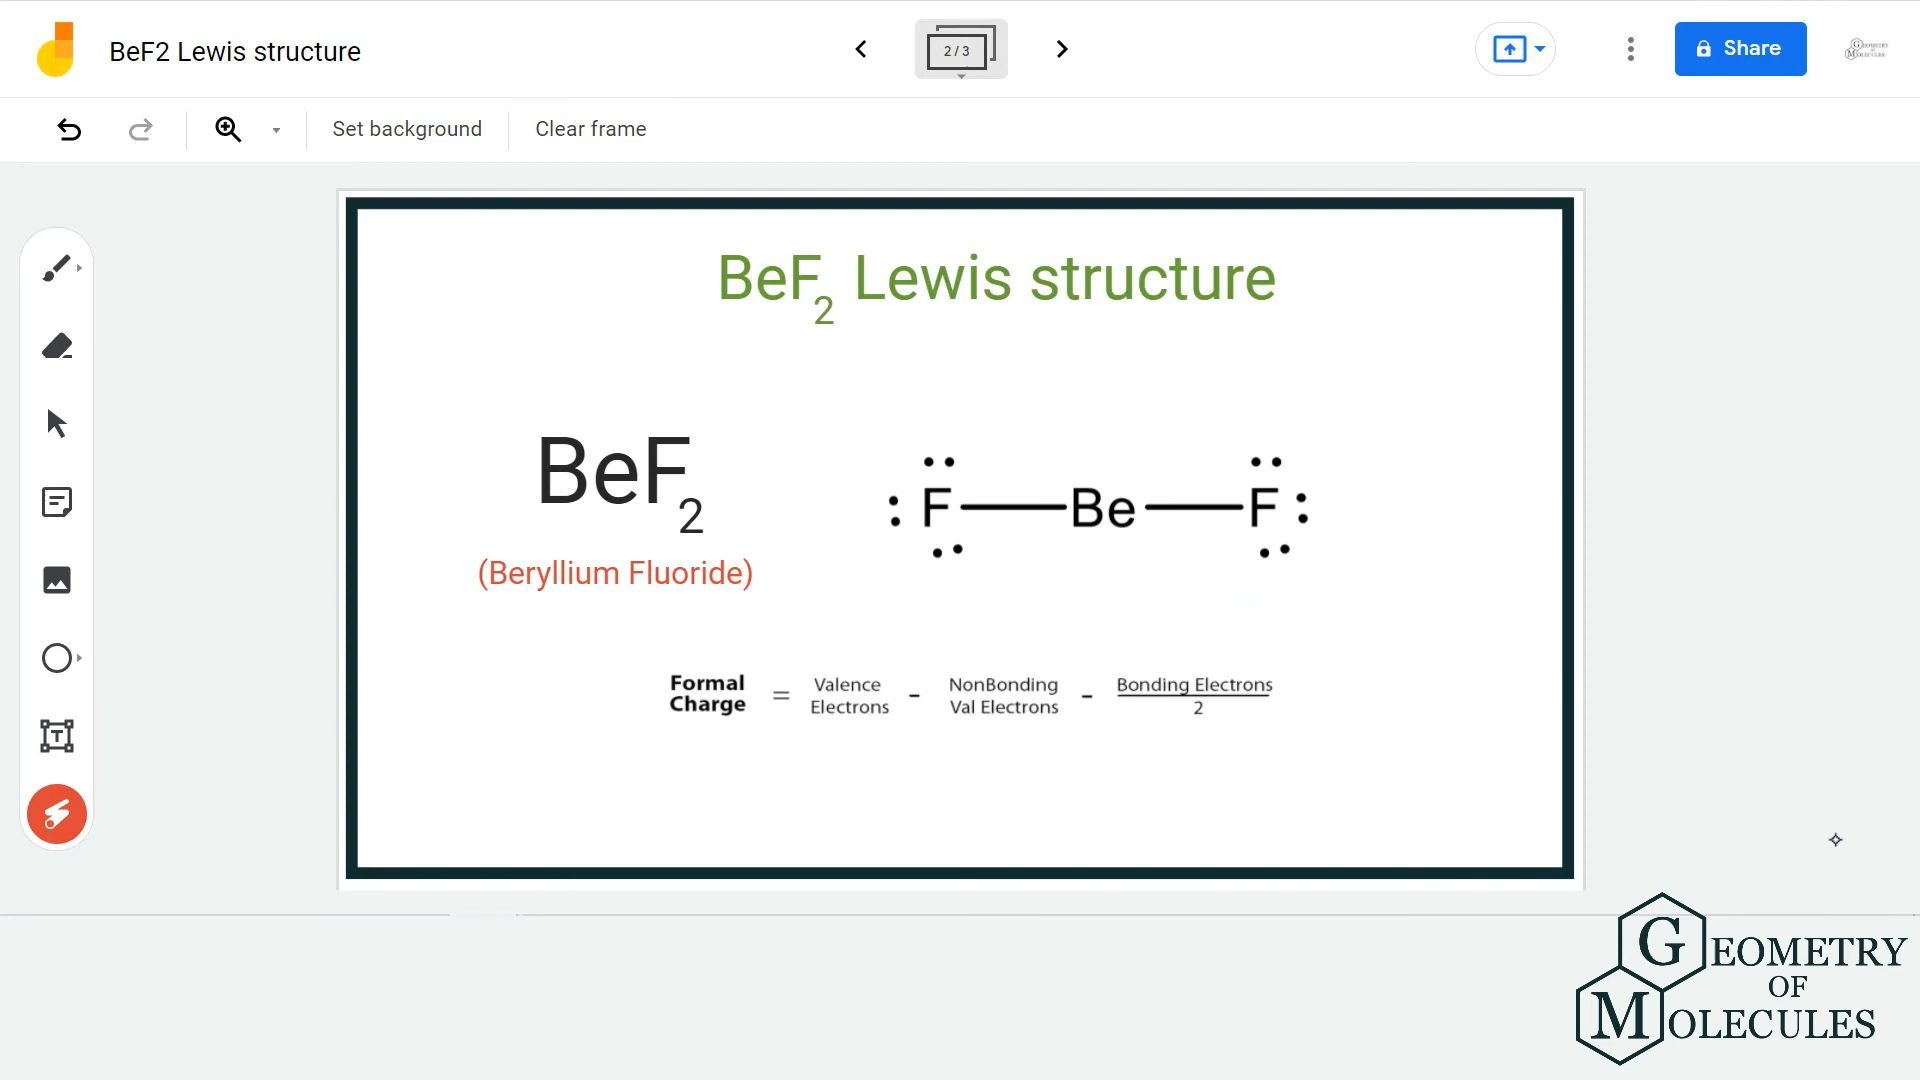 BeF2 Lewis structure
2 / 3
Share
Set background
Clear frame
BeF2 Lewis structure
BeF2
(Beryllium Fluoride)
F Be F
Formal Charge = Valence Electrons - NonBonding Val Electrons - Bonding Electrons / 2
GEOMETRY
OF
MOLECULES